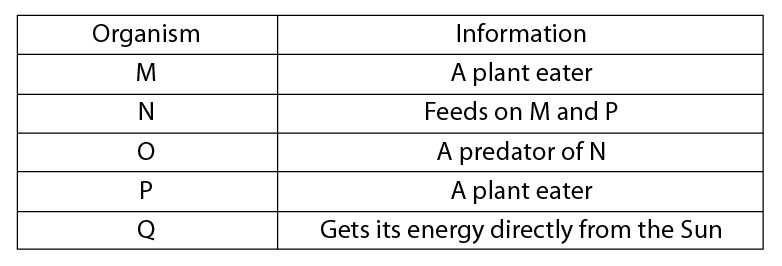 Organism Information
M A plant eater
N Feeds on M and P
O A predator of N
P A plant eater
Q Gets its energy directly from the Sun